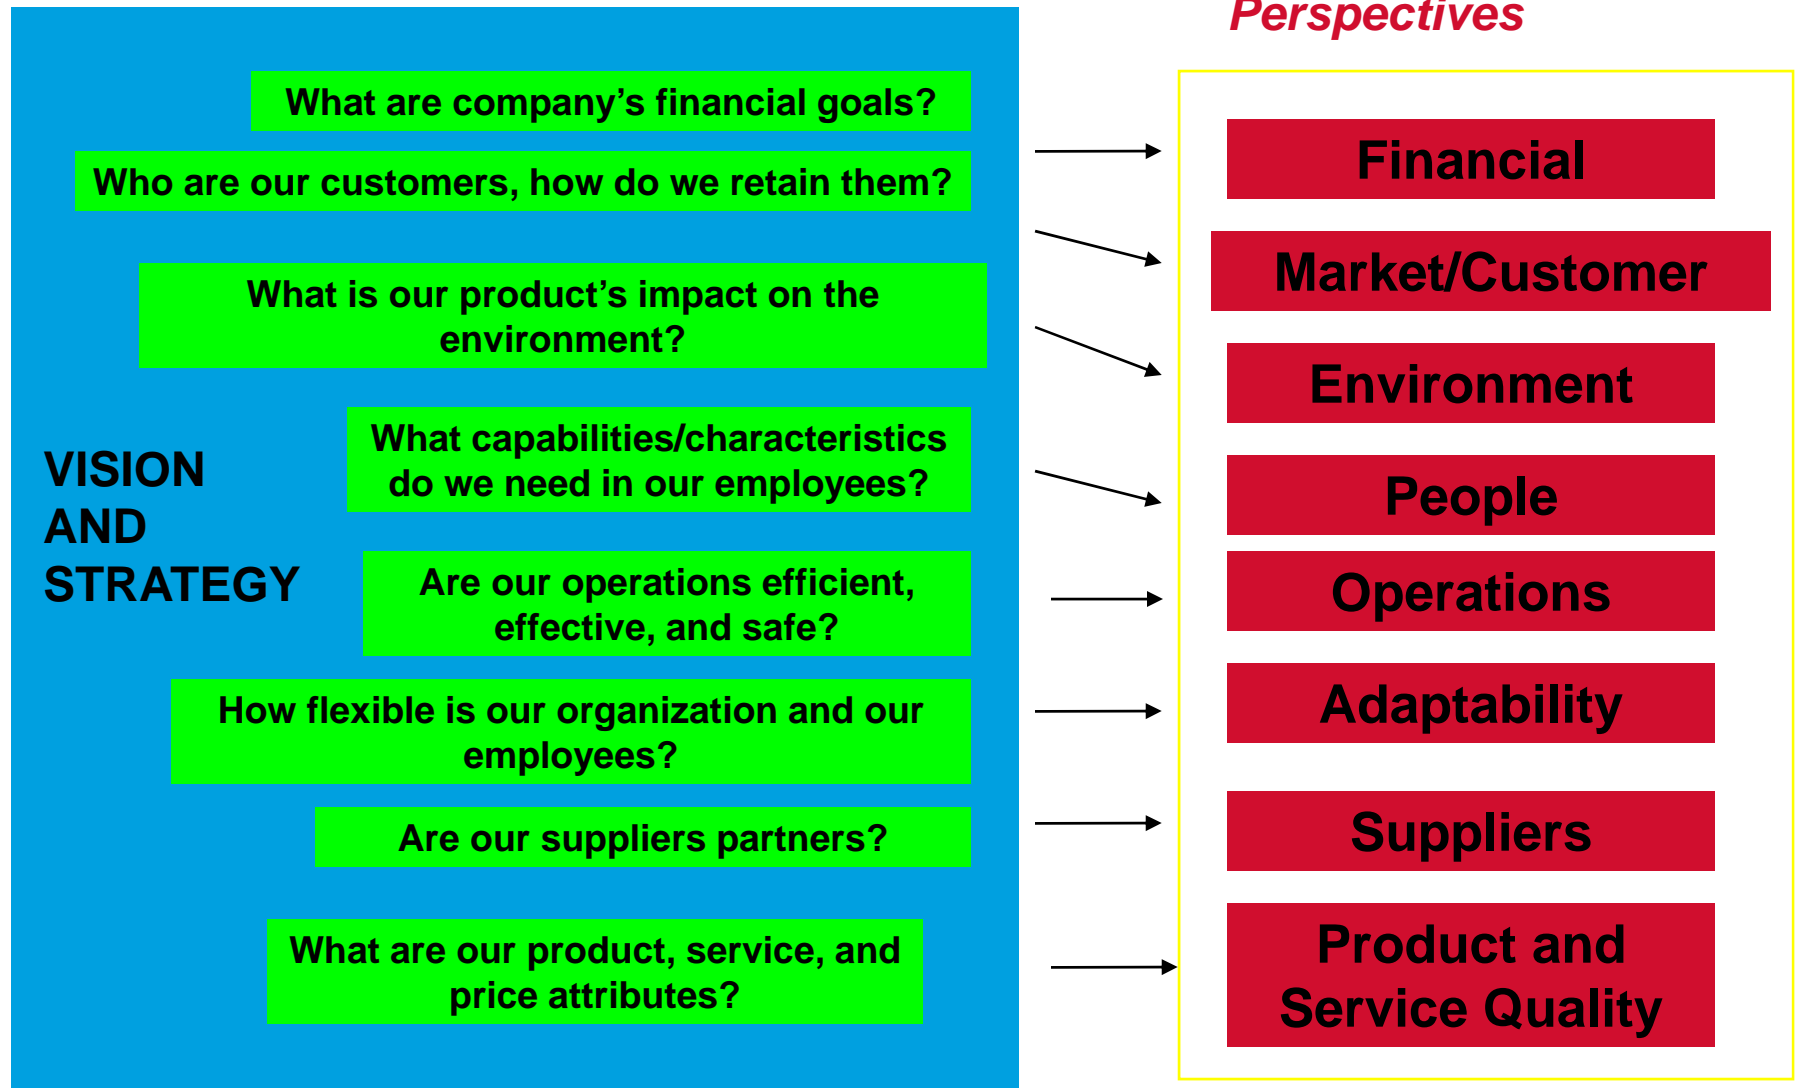 Perspectives
What are company’s financial goals?
Who are our customers, how do we retain them?
What is our product’s impact on the
environment?
What capabilities/characteristics
do we need in our employees?
VISION
AND
STRATEGY
Are our operations efficient,
effective, and safe?
How flexible is our organization and our
employees?
Are our suppliers partners?
What are our product, service, and
price attributes?
Financial
Market/Customer
Environment
People
Operations
Adaptability
Suppliers
Product and
Service Quality